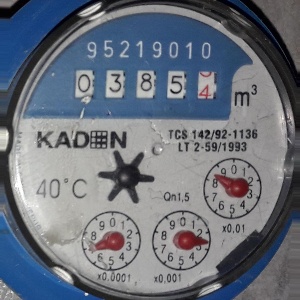 95219010
03854 m³
KADEN
TCS 142/92-1136
LT 2-59/1993
40°C
Qn1,5
x0,01
x0,0001
x0,001